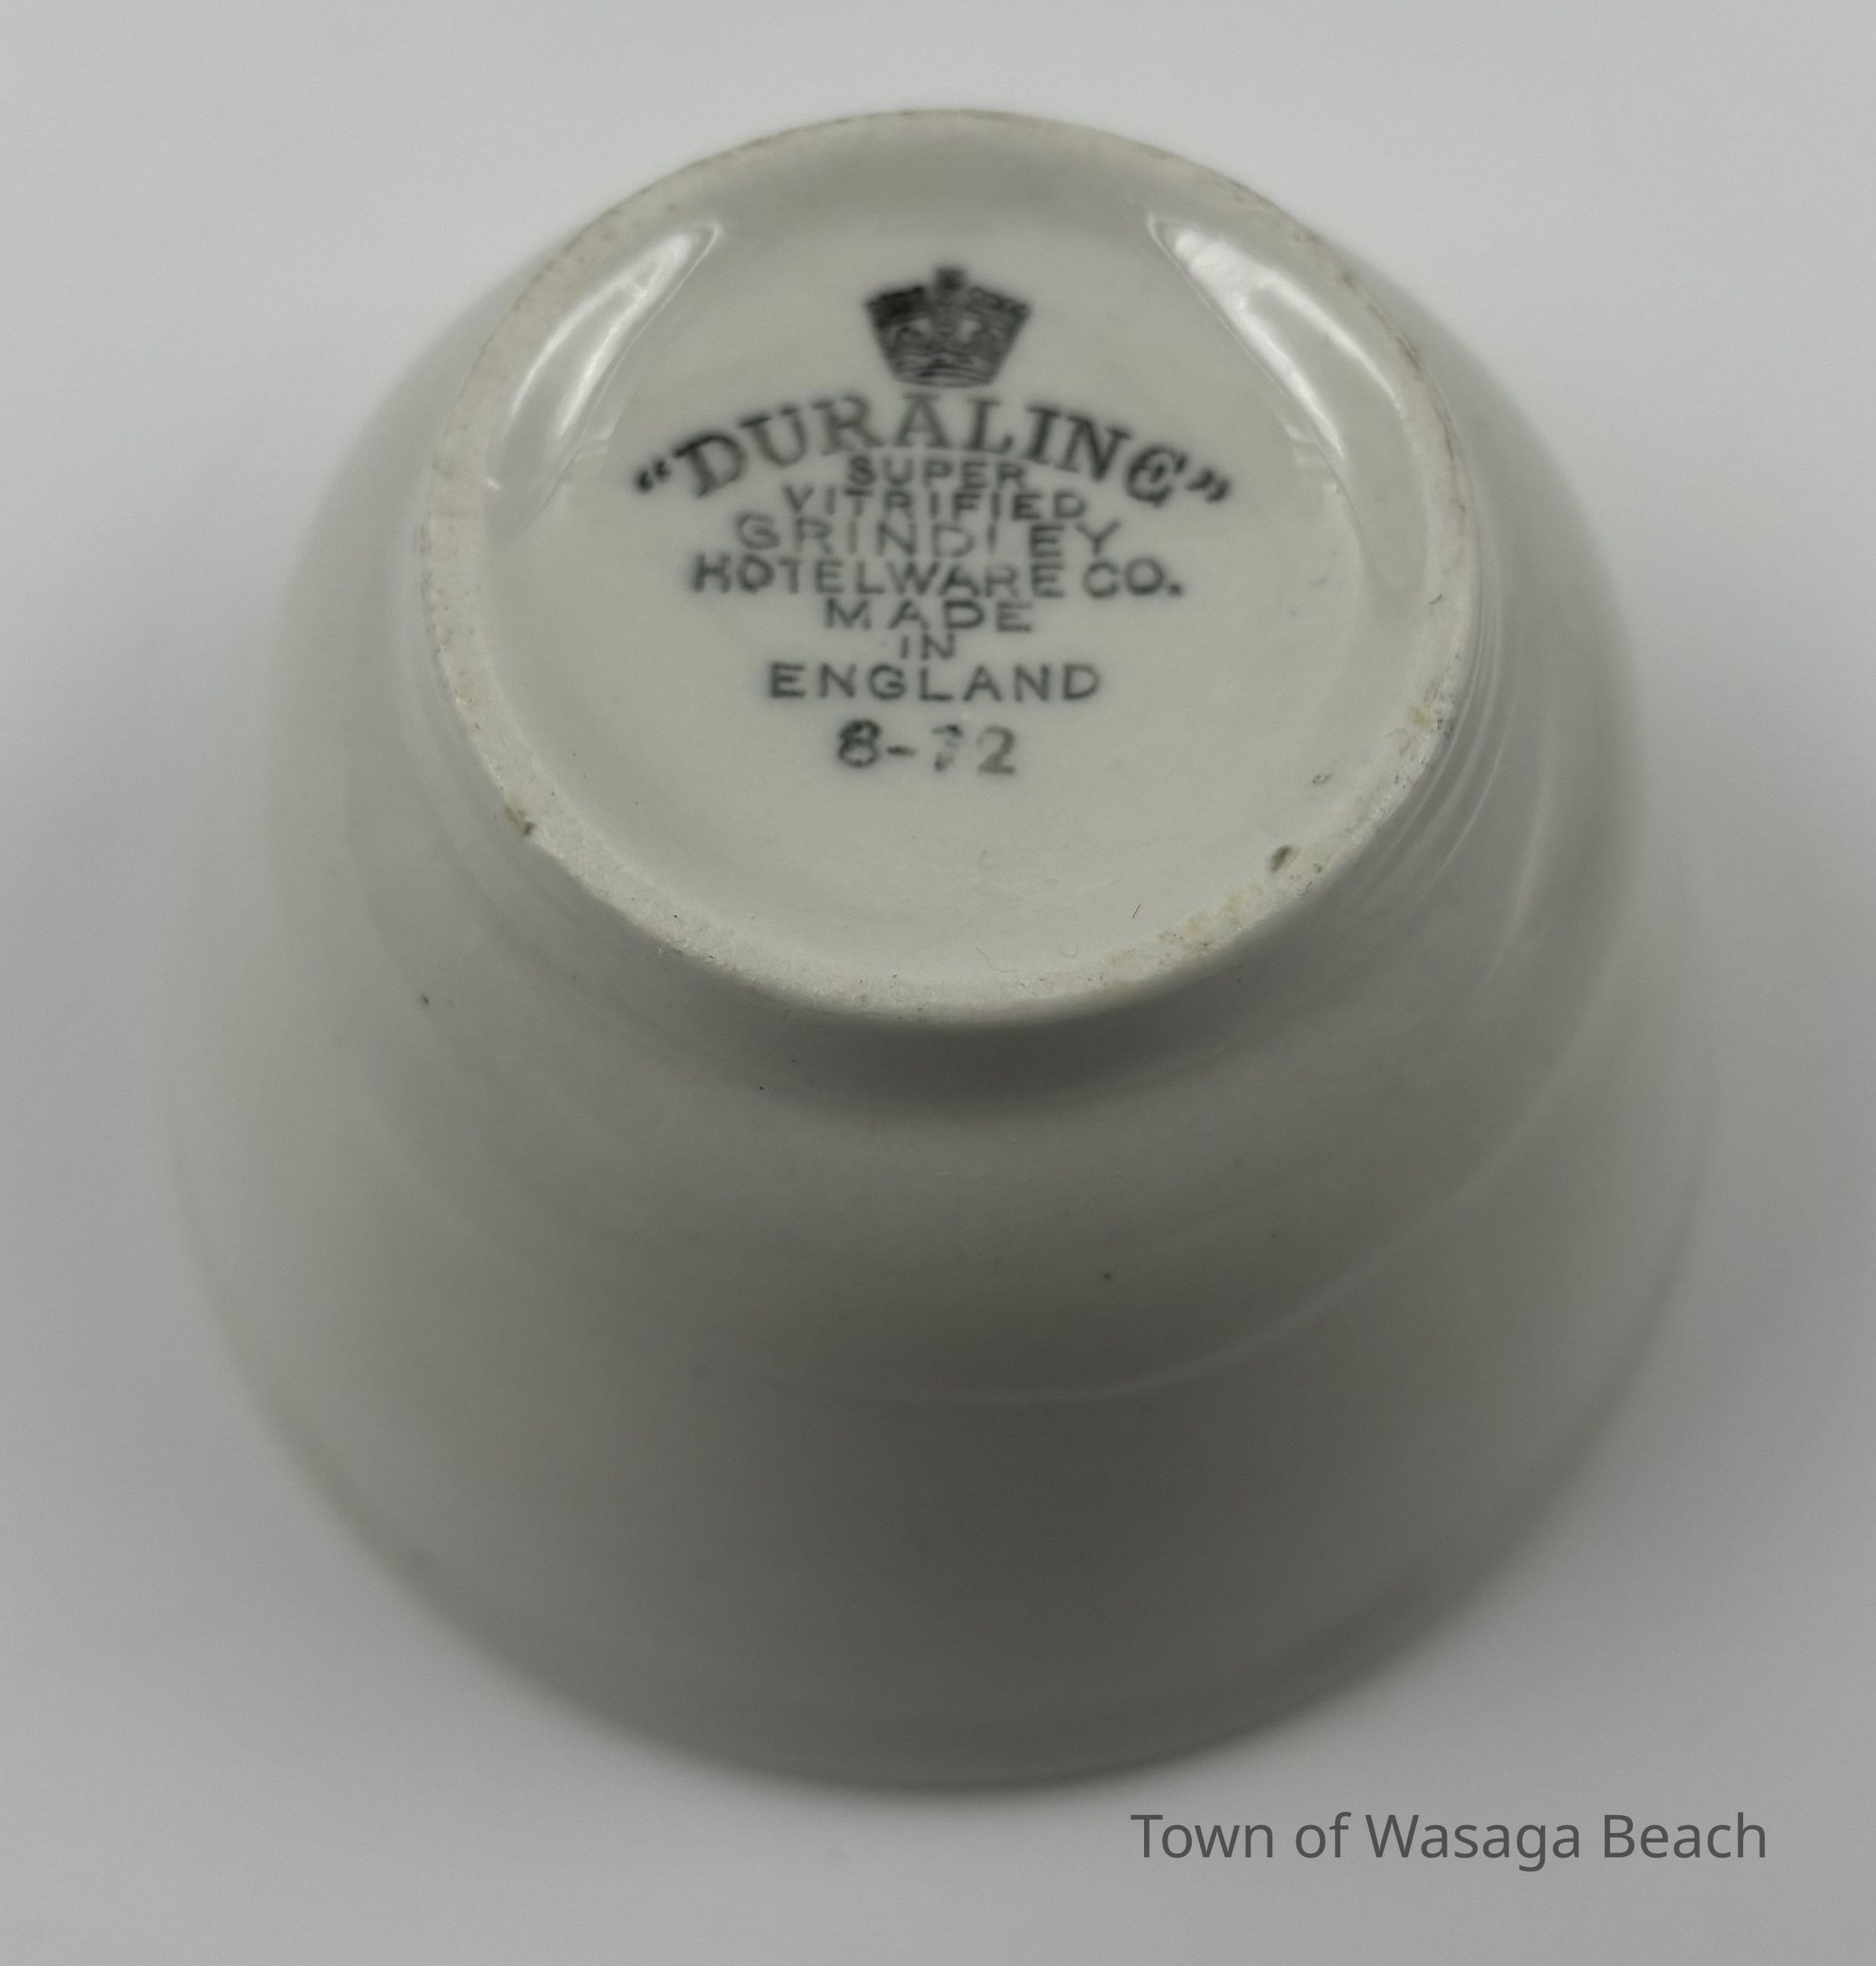 “DURALINE”
SUPER
VITRIFIED
GRINDLEY
HOTELWARE CO.
MADE
IN
ENGLAND
8-72
Town of Wasaga Beach